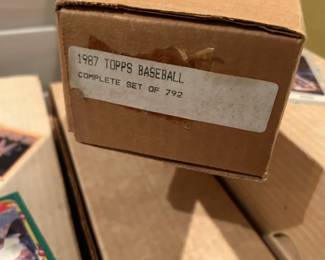 1987 TOPPS BASEBALL
COMPLETE SET OF 792